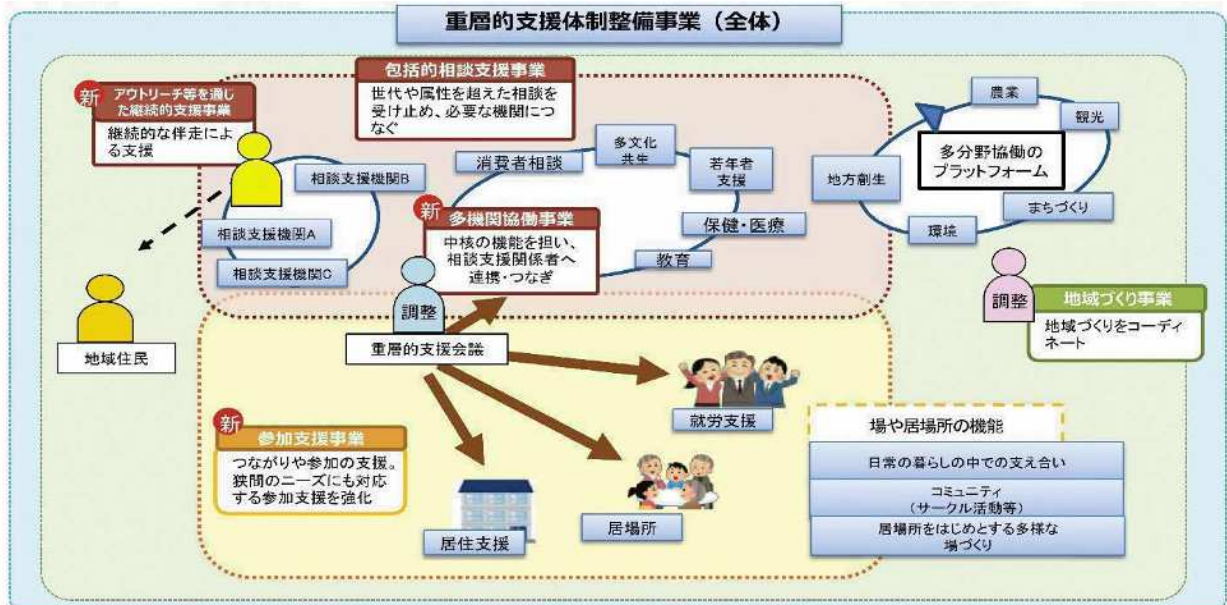 重層的支援体制整備事業（全体）
新
アウトリーチ等を通じ
た継続的支援事業
継続的な伴走によ
る支援
包括的相談支援事業
世代や属性を超えた相談を
受け止め、必要な機関につ
なぐ
相談支援機関B
相談支援機関A
相談支援機関C
消費者相談
多文化
共生
若年者
支援
保健・医療
教育
新
多機関協働事業
中核の機能を担い、
相談支援関係者へ
連携・つなぎ
農業
観光
多分野協働の
プラットフォーム
地方創生
まちづくり
環境
調整
地域づくり事業
地域づくりをコーディ
ネート
地域住民
調整
重層的支援会議
新
参加支援事業
つながりや参加の支援。
狭間のニーズにも対応
する参加支援を強化
就労支援
居場所
居住支援
場や居場所の機能
日常の暮らしの中での支え合い
コミュニティ
（サークル活動等）
居場所をはじめとする多様な
場づくり